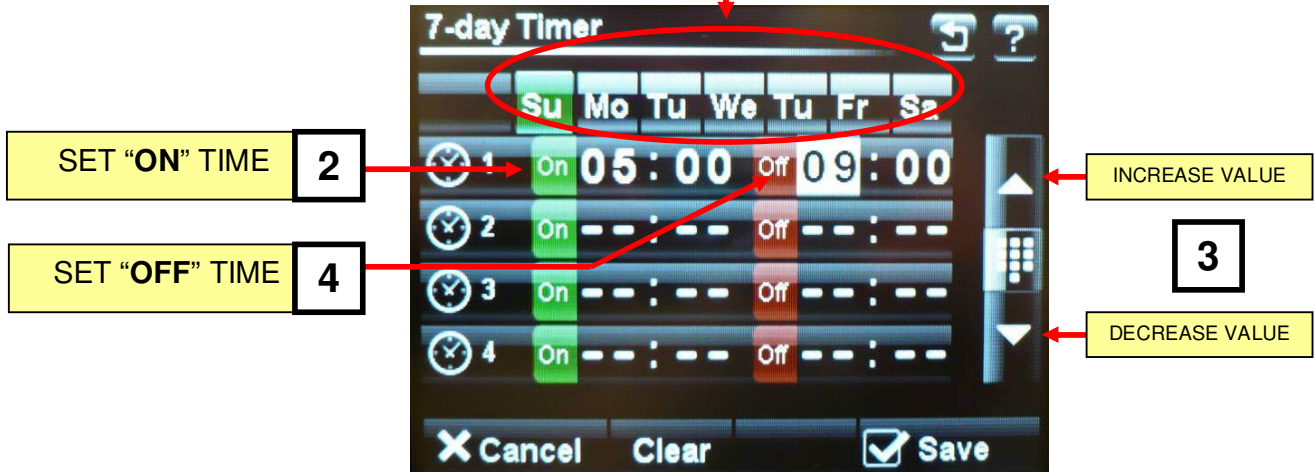 7-day Timer ?
Su Mo Tu We Tu Fr Sa
SET “ON” TIME 2
1 On 05:00 Off 09:00
INCREASE VALUE
2 On --:-- Off --:--
3
SET “OFF” TIME 4
3 On --:-- Off --:--
DECREASE VALUE
4 On --:-- Off --:--
Cancel Clear Save